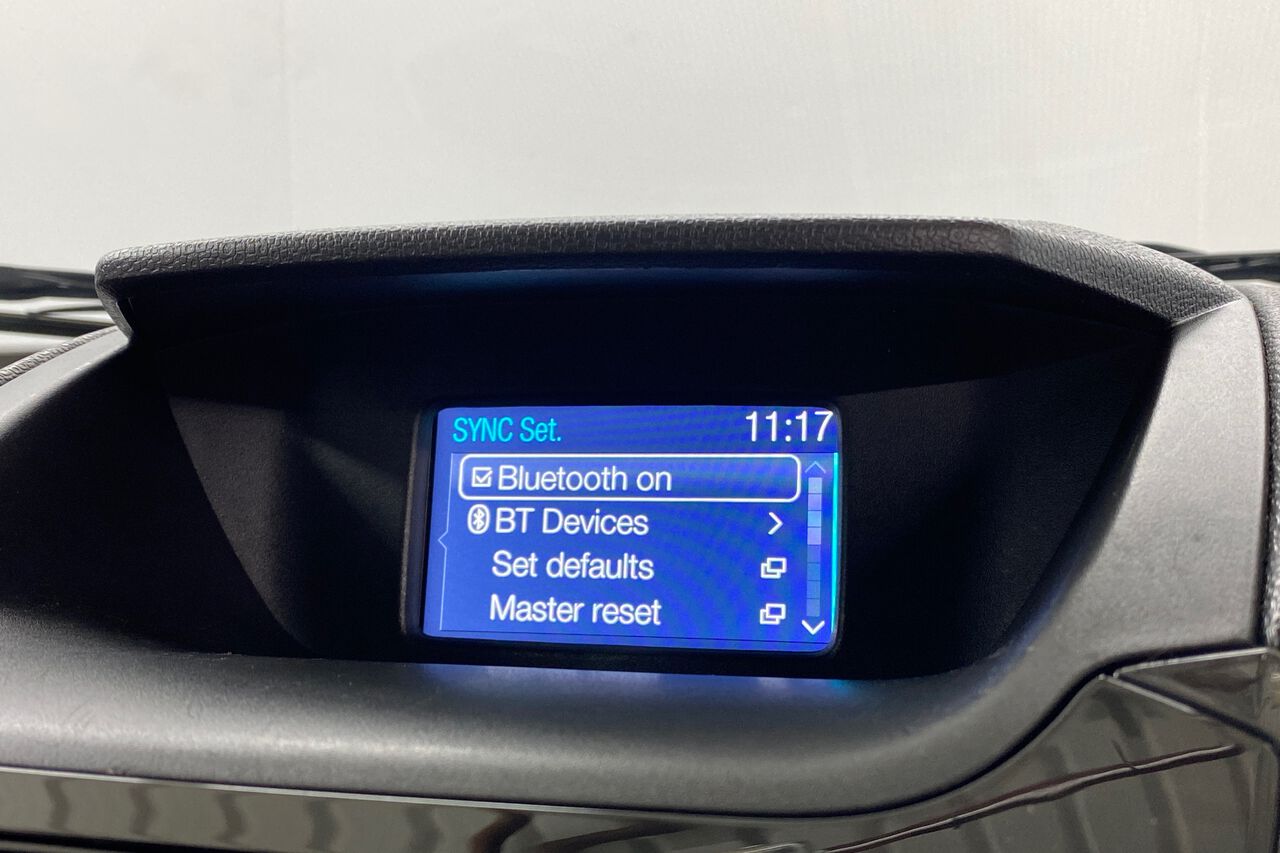 SYNC Set. 11:17
Bluetooth on
BT Devices
Set defaults
Master reset